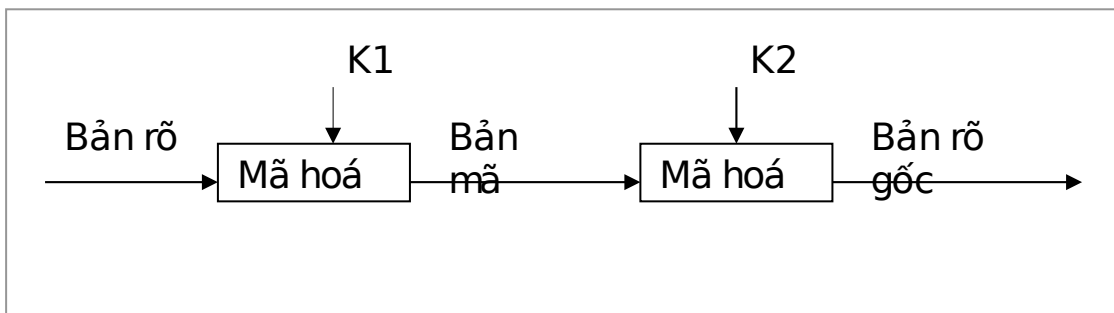 K1
K2
Bản rõ
Mã hoá
Bản
mã
Mã hoá
Bản rõ
gốc